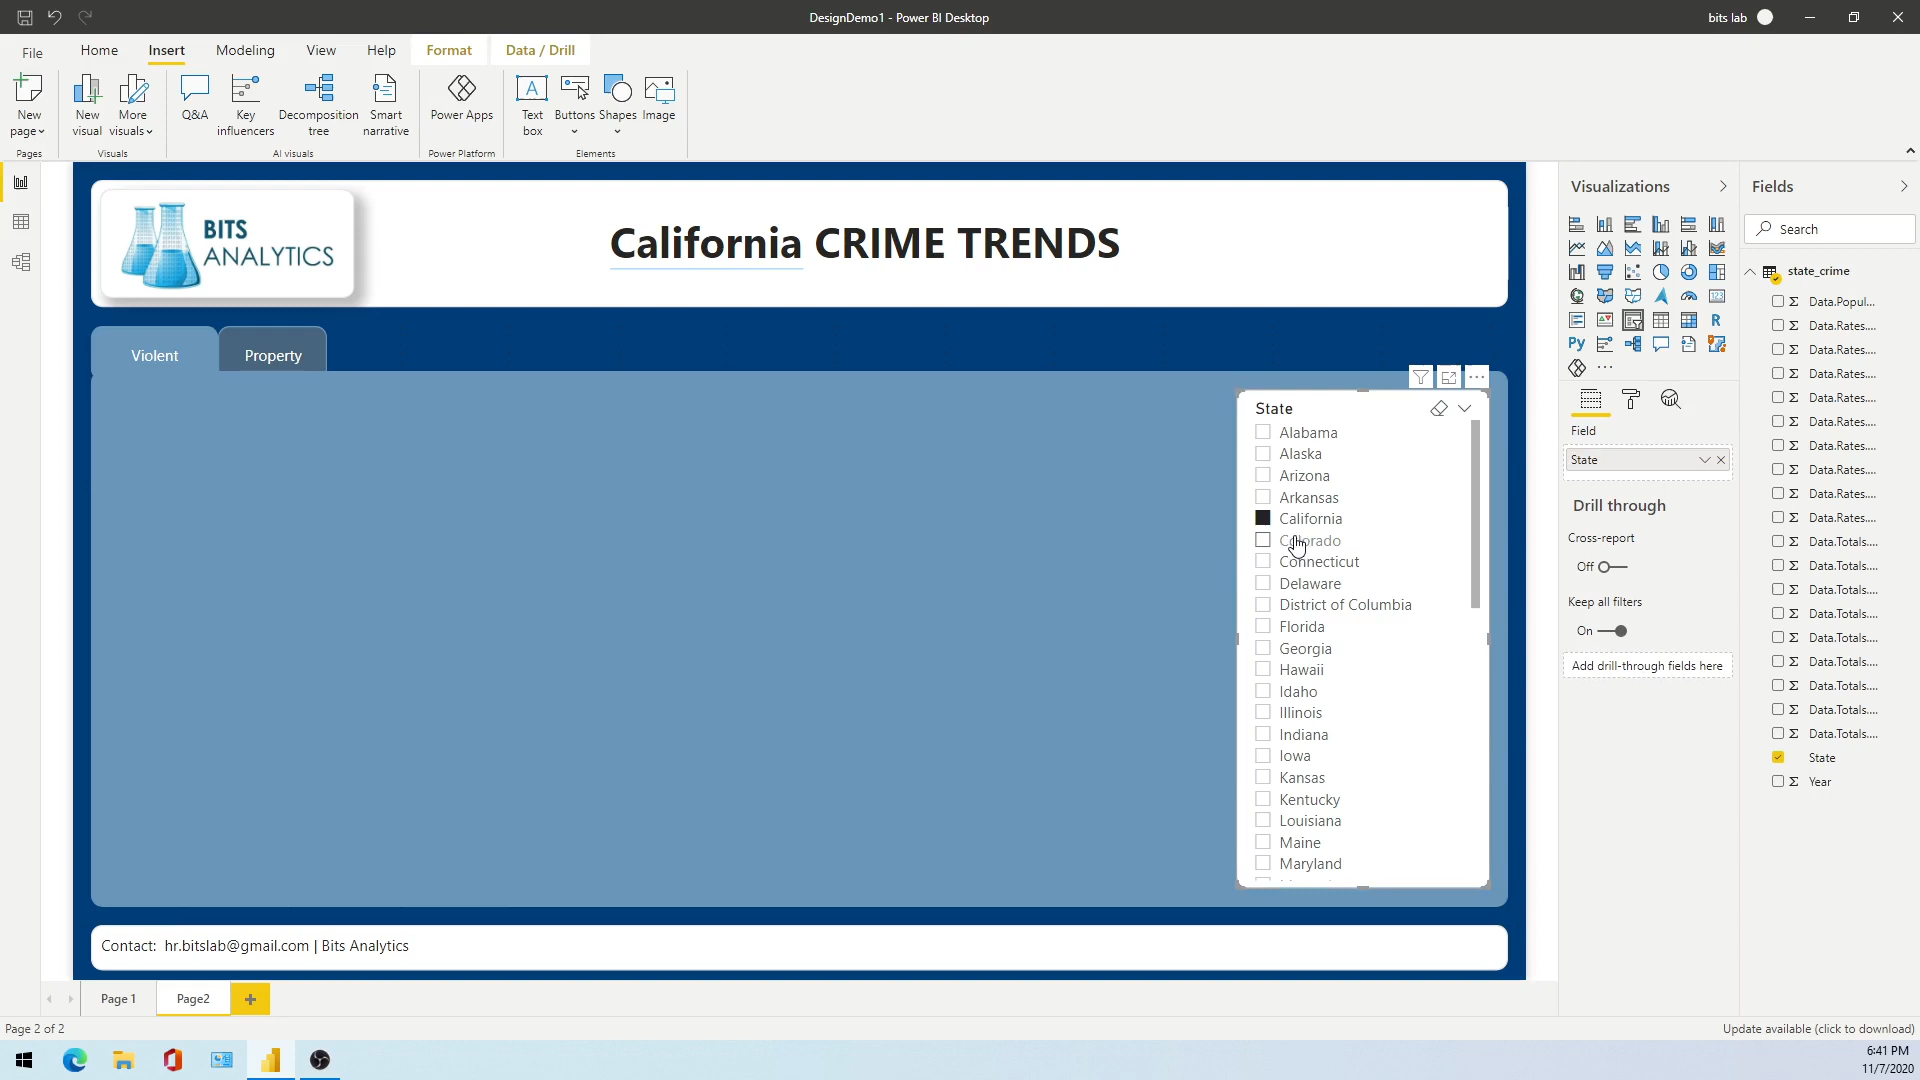 DesignDemo1 - Power BI Desktop
bits lab
File
Home
Insert
Modeling
View
Help
Format
Data / Drill
New page
New visual
More visuals
Q&A
Key influencers
Decomposition tree
Smart narrative
Power Apps
Text box
Buttons
Shapes
Image
Pages
Visuals
AI visuals
Power Platform
Elements
BITS
ANALYTICS
California CRIME TRENDS
Violent
Property
State
Alabama
Alaska
Arizona
Arkansas
California
Colorado
Connecticut
Delaware
District of Columbia
Florida
Georgia
Hawaii
Idaho
Illinois
Indiana
Iowa
Kansas
Kentucky
Louisiana
Maine
Maryland
Contact: hr.bitslab@gmail.com | Bits Analytics
Visualizations
123
R
Py
Field
State
Drill through
Cross-report
Off
Keep all filters
On
Add drill-through fields here
Fields
Search
state_crime
Data.Popul...
Data.Rates....
Data.Rates....
Data.Rates....
Data.Rates....
Data.Rates....
Data.Rates....
Data.Rates....
Data.Rates....
Data.Rates....
Data.Totals....
Data.Totals....
Data.Totals....
Data.Totals....
Data.Totals....
Data.Totals....
Data.Totals....
Data.Totals....
Data.Totals....
State
Year
Page 1
Page2
Page 2 of 2
Update available (click to download)
6:41 PM
11/7/2020